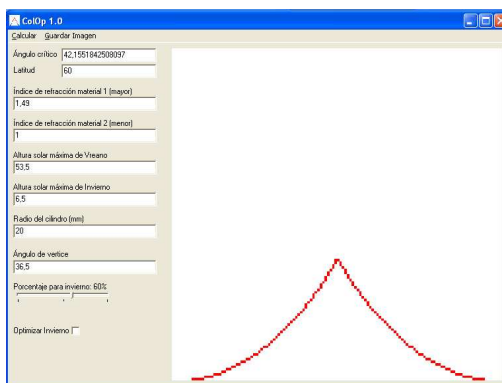 ColOp 1.0
Calcular Guardar Imagen
Ángulo crítico 42,1551842508097
Latitud 60
Índice de refracción material 1 (mayor)
1,49
Índice de refracción material 2 (menor)
1
Altura solar máxima de Vreano
53,5
Altura solar máxima de Invierno
6,5
Radio del cilindro (mm)
20
Ángulo de vertice
36,5
Porcentaje para invierno: 60%
Optimizar Invierno